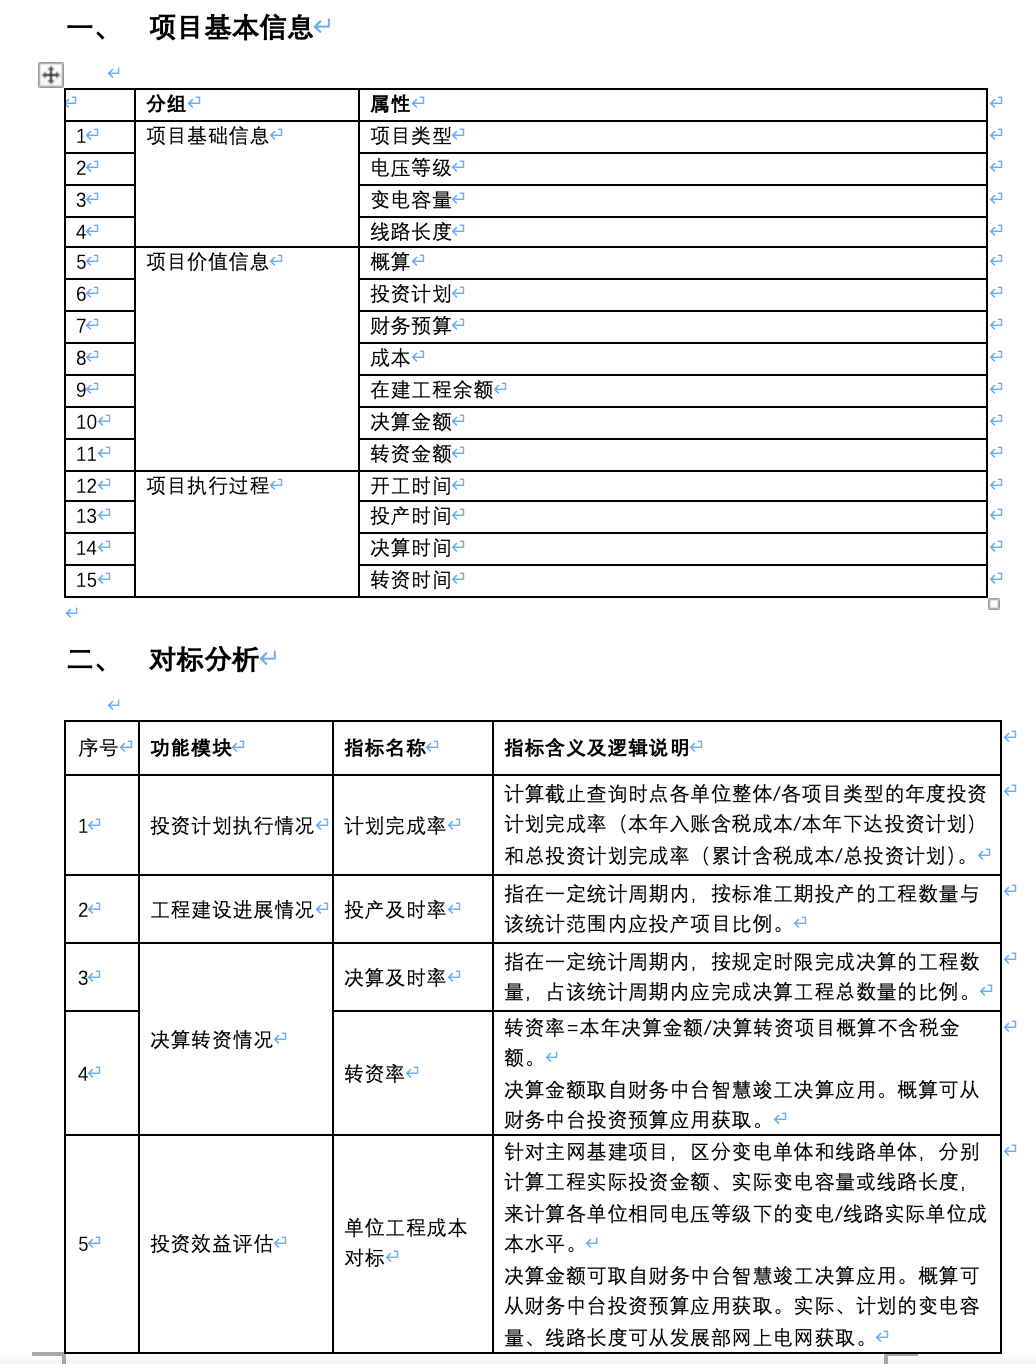 一、 项目基本信息
分组 属性
1 项目基础信息 项目类型
2 电压等级
3 变电容量
4 线路长度
5 项目价值信息 概算
6 投资计划
7 财务预算
8 成本
9 在建工程余额
10 决算金额
11 转资金额
12 项目执行过程 开工时间
13 投产时间
14 决算时间
15 转资时间
二、 对标分析
序号 功能模块 指标名称 指标含义及逻辑说明
1 投资计划执行情况 计划完成率
计算截止查询时点各单位整体/各项目类型的年度投资
计划完成率（本年入账含税成本/本年下达投资计划）
和总投资计划完成率（累计含税成本/总投资计划）。
2 工程建设进展情况 投产及时率
指在一定统计周期内，按标准工期投产的工程数量与
该统计范围内应投产项目比例。
3 决算转资情况 决算及时率
指在一定统计周期内，按规定时限完成决算的工程数
量，占该统计周期内应完成决算工程总数量的比例。
4 转资率
转资率=本年决算金额/决算转资项目概算不含税金
额。
决算金额取自财务中台智慧竣工决算应用。概算可从
财务中台投资预算应用获取。
5 投资效益评估 单位工程成本
对标
针对主网基建项目，区分变电单体和线路单体，分别
计算工程实际投资金额、实际变电容量或线路长度，
来计算各单位相同电压等级下的变电/线路实际单位成
本水平。
决算金额可取自财务中台智慧竣工决算应用。概算可
从财务中台投资预算应用获取。实际、计划的变电容
量、线路长度可从发展部网上电网获取。